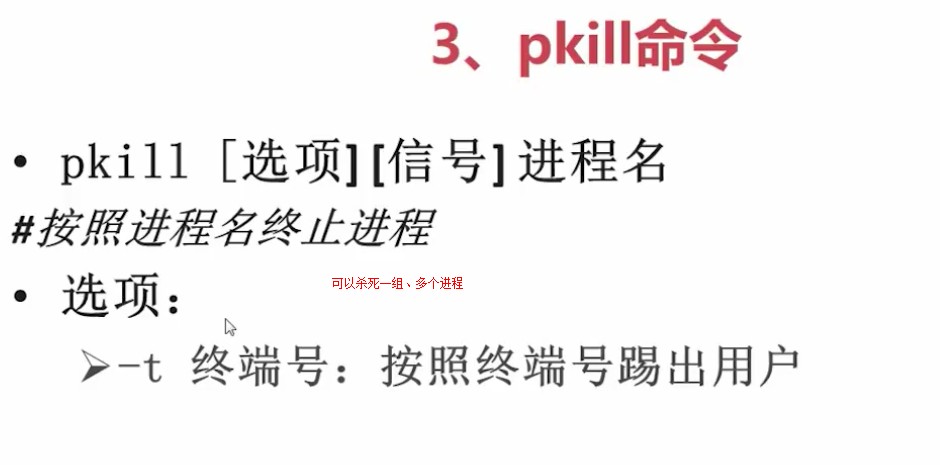 3、pkill命令
• pkill [选项][信号]进程名
#按照进程名终止进程
• 选项：
可以杀死一组、多个进程
➢-t 终端号：按照终端号踢出用户